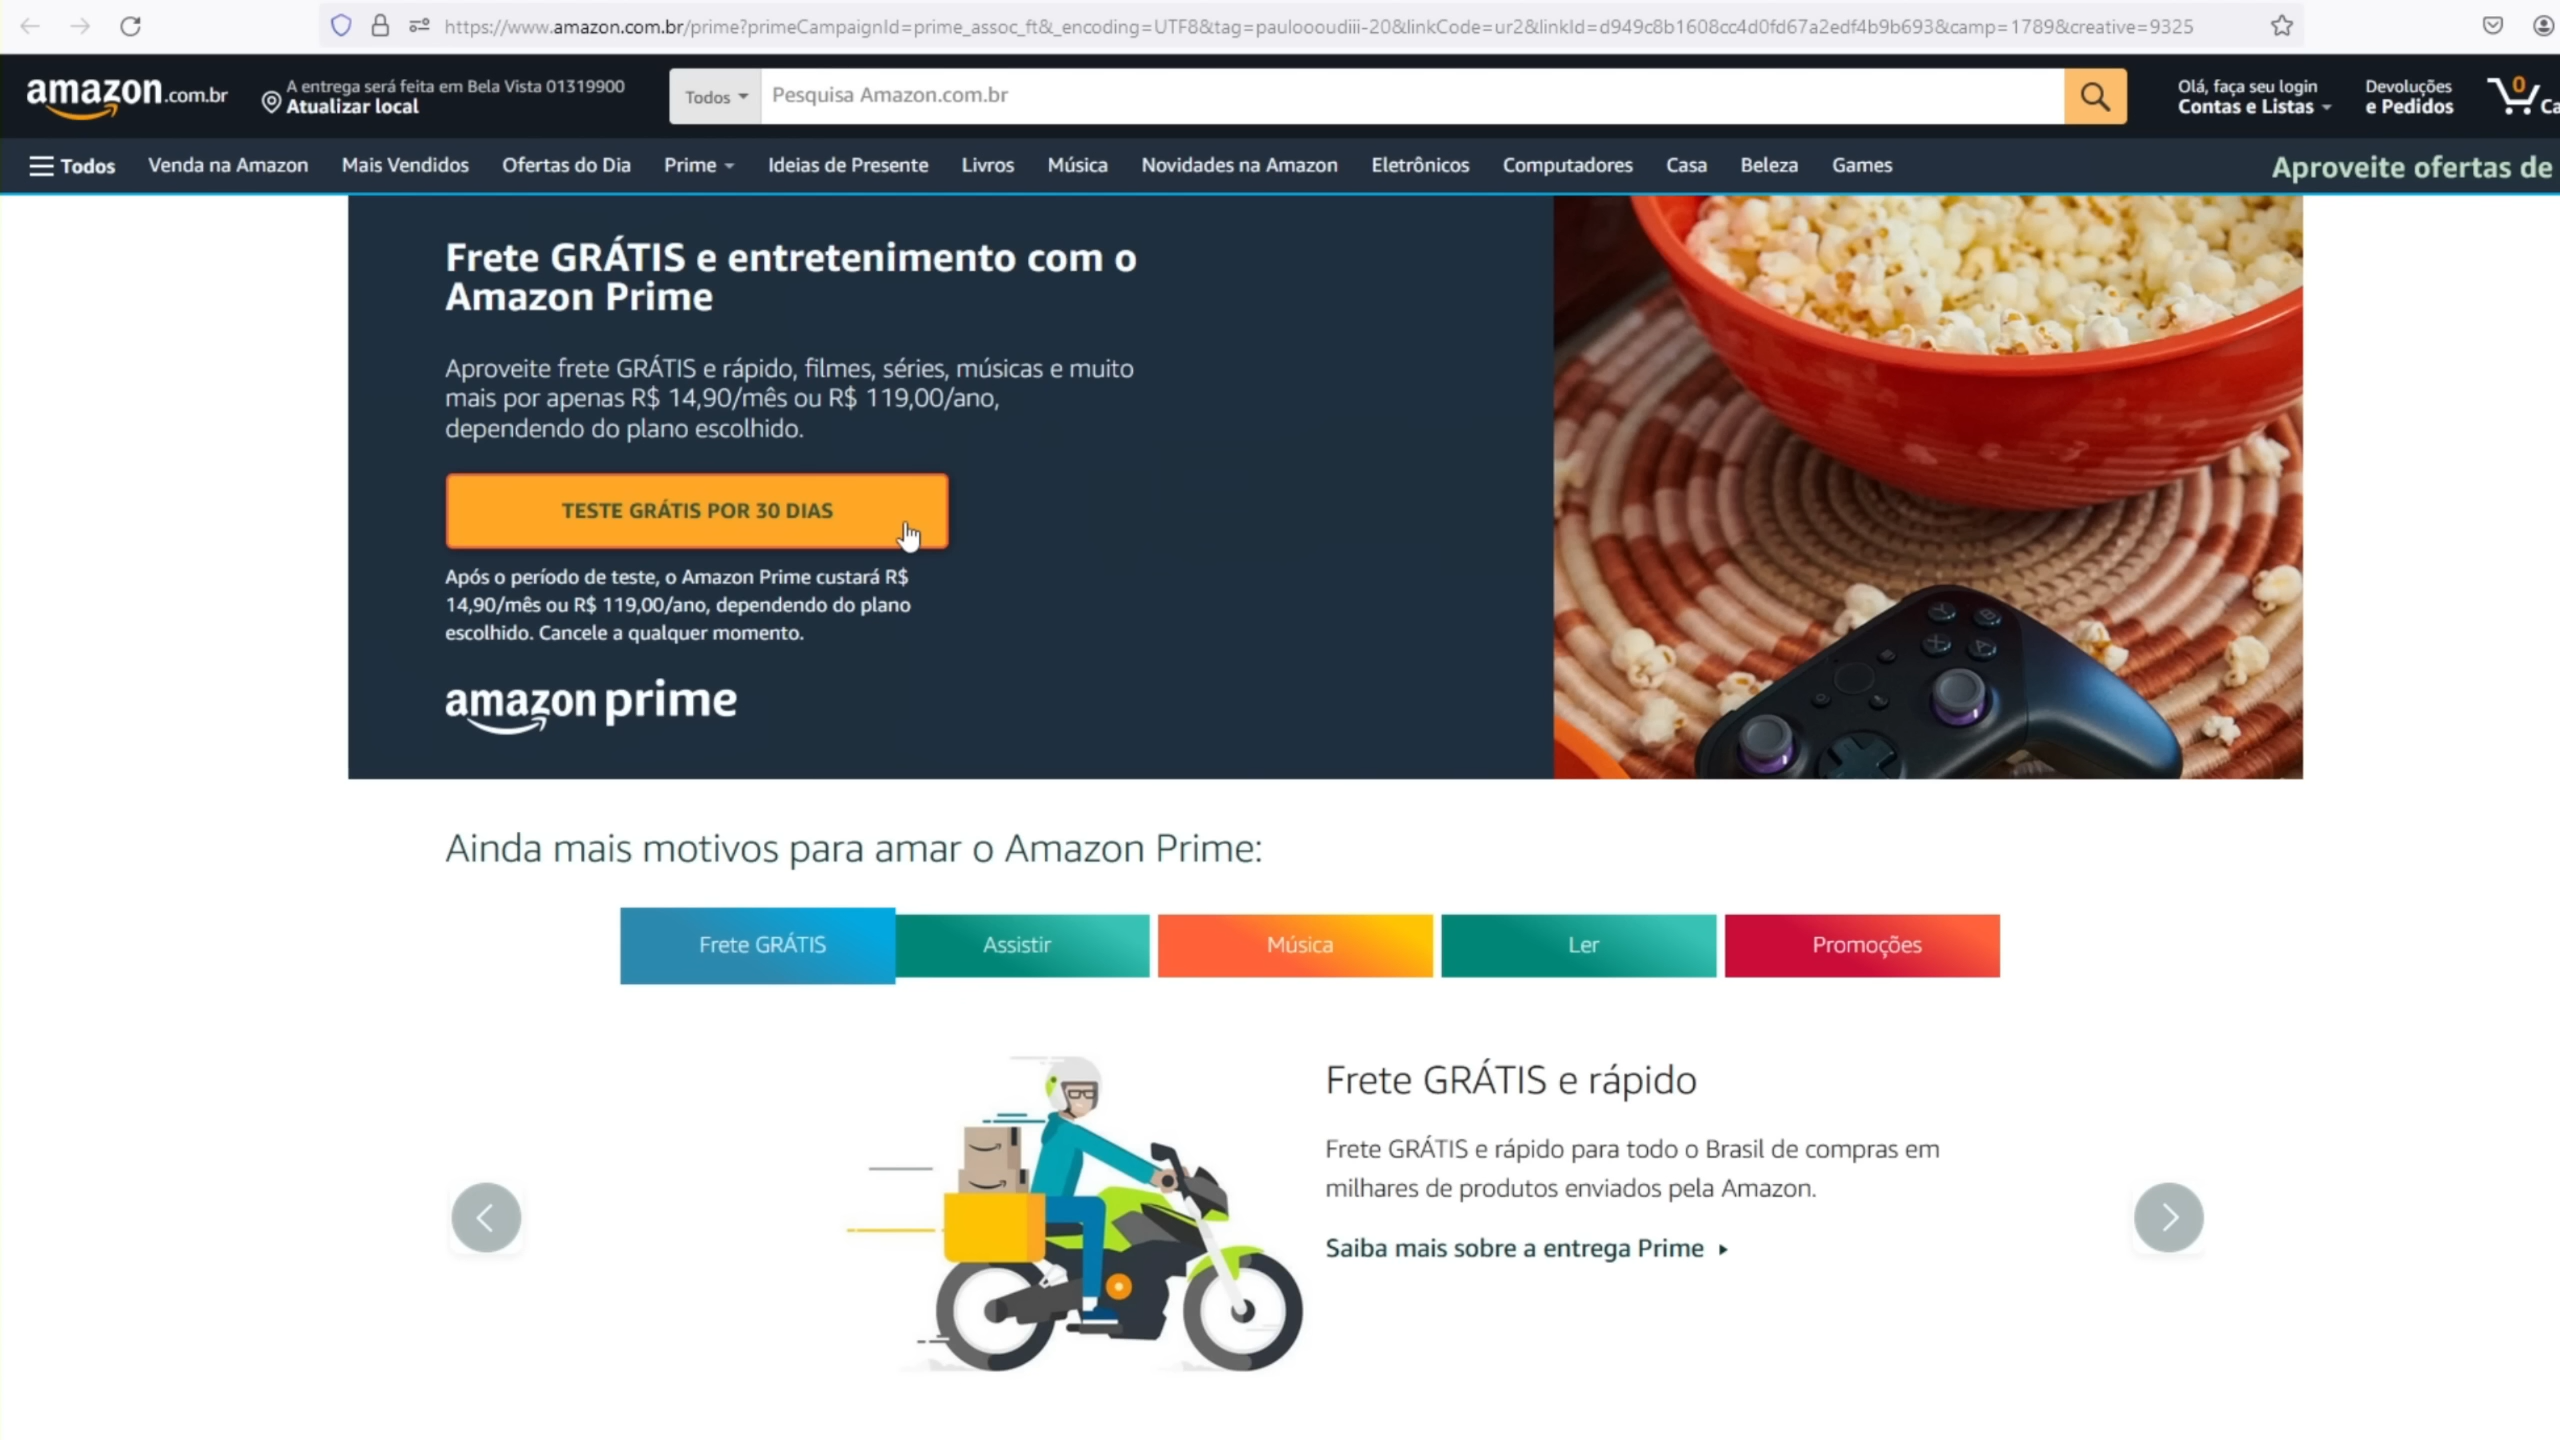 https://www.amazon.com.br/prime?primeCampaignId=prime_assoc_ft&_encoding=UTF8&tag=pauloooudiii-20&linkCode=ur2&linkId=d949c8b1608cc4d0fd67a2edf4b9b693&camp=1789&creative=9325
amazon.com.br
A entrega será feita em Bela Vista 01319900
Atualizar local
Todos
Pesquisa Amazon.com.br
Olá, faça seu login
Contas e Listas
Devoluções
e Pedidos
0
Ca
Todos
Venda na Amazon
Mais Vendidos
Ofertas do Dia
Prime
Ideias de Presente
Livros
Música
Novidades na Amazon
Eletrônicos
Computadores
Casa
Beleza
Games
Aproveite ofertas de
Frete GRÁTIS e entretenimento com o
Amazon Prime
Aproveite frete GRÁTIS e rápido, filmes, séries, músicas e muito
mais por apenas R$ 14,90/mês ou R$ 119,00/ano,
dependendo do plano escolhido.
TESTE GRÁTIS POR 30 DIAS
Após o período de teste, o Amazon Prime custará R$
14,90/mês ou R$ 119,00/ano, dependendo do plano
escolhido. Cancele a qualquer momento.
amazon prime
Ainda mais motivos para amar o Amazon Prime:
Frete GRÁTIS
Assistir
Música
Ler
Promoções
Frete GRÁTIS e rápido
Frete GRÁTIS e rápido para todo o Brasil de compras em
milhares de produtos enviados pela Amazon.
Saiba mais sobre a entrega Prime